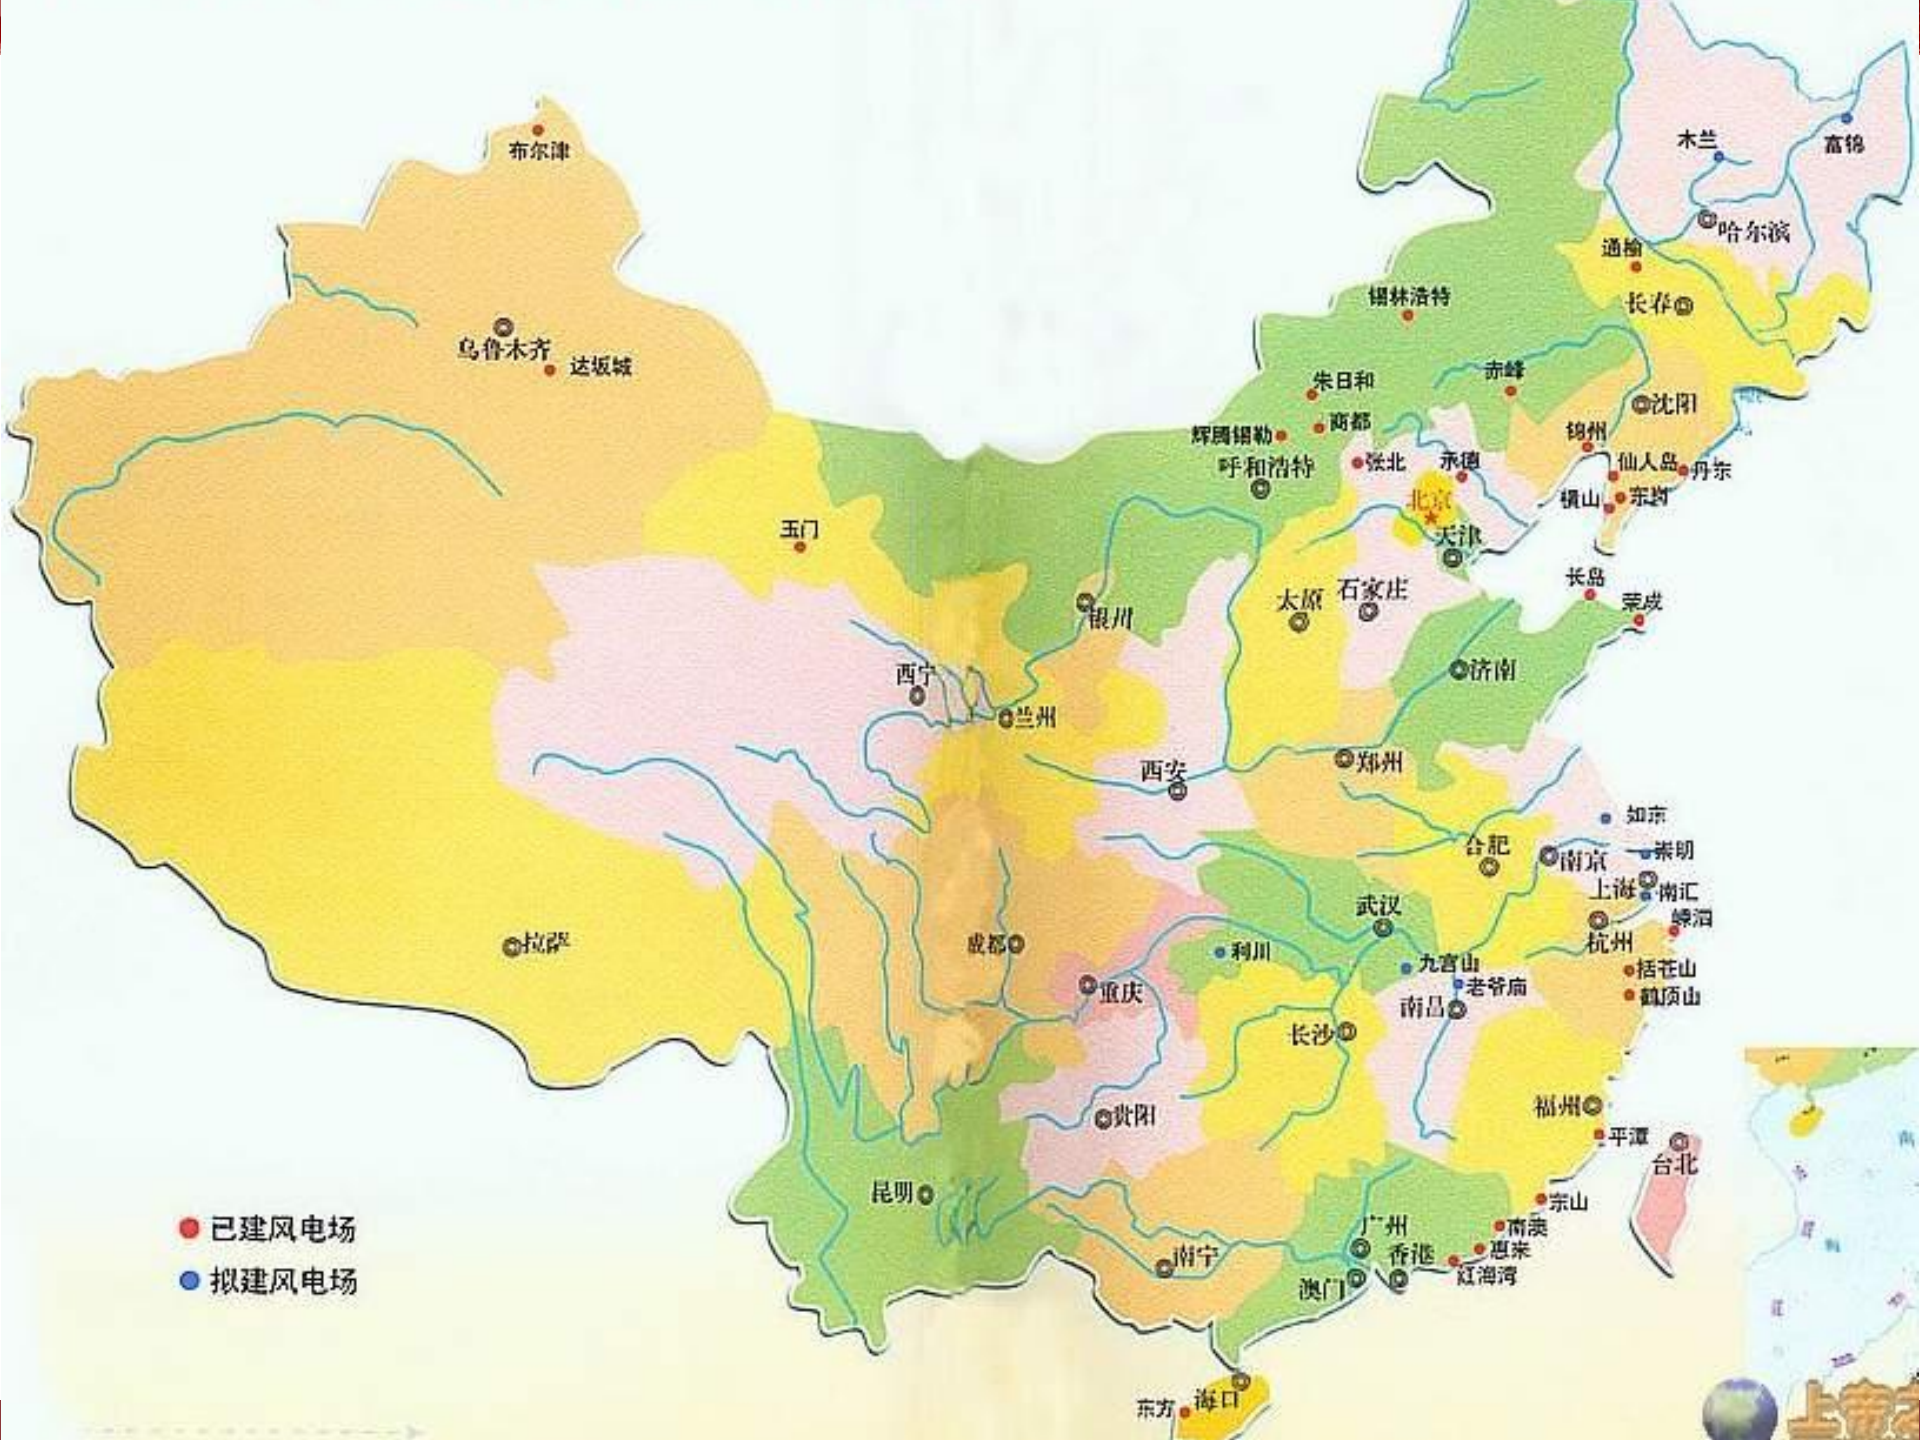 布尔津
木兰
富锦
哈尔滨
通榆
长春
锡林浩特
乌鲁木齐
达坂城
朱日和
赤峰
沈阳
商都
辉腾锡勒
锦州
呼和浩特
张北
承德
仙人岛
丹东
北京
横山
东岗
玉门
天津
长岛
石家庄
太原
荣成
银川
西宁
济南
兰州
西安
郑州
如东
合肥
南京
崇明
上海
南汇
武汉
嵊泗
拉萨
成都
杭州
利川
九宫山
括苍山
老爷庙
重庆
鹤顶山
南昌
长沙
福州
贵阳
平潭
台北
昆明
东山
已建风电场
广州
南澳
南宁
香港
惠来
红海湾
拟建风电场
澳门
海口
东方
上帝